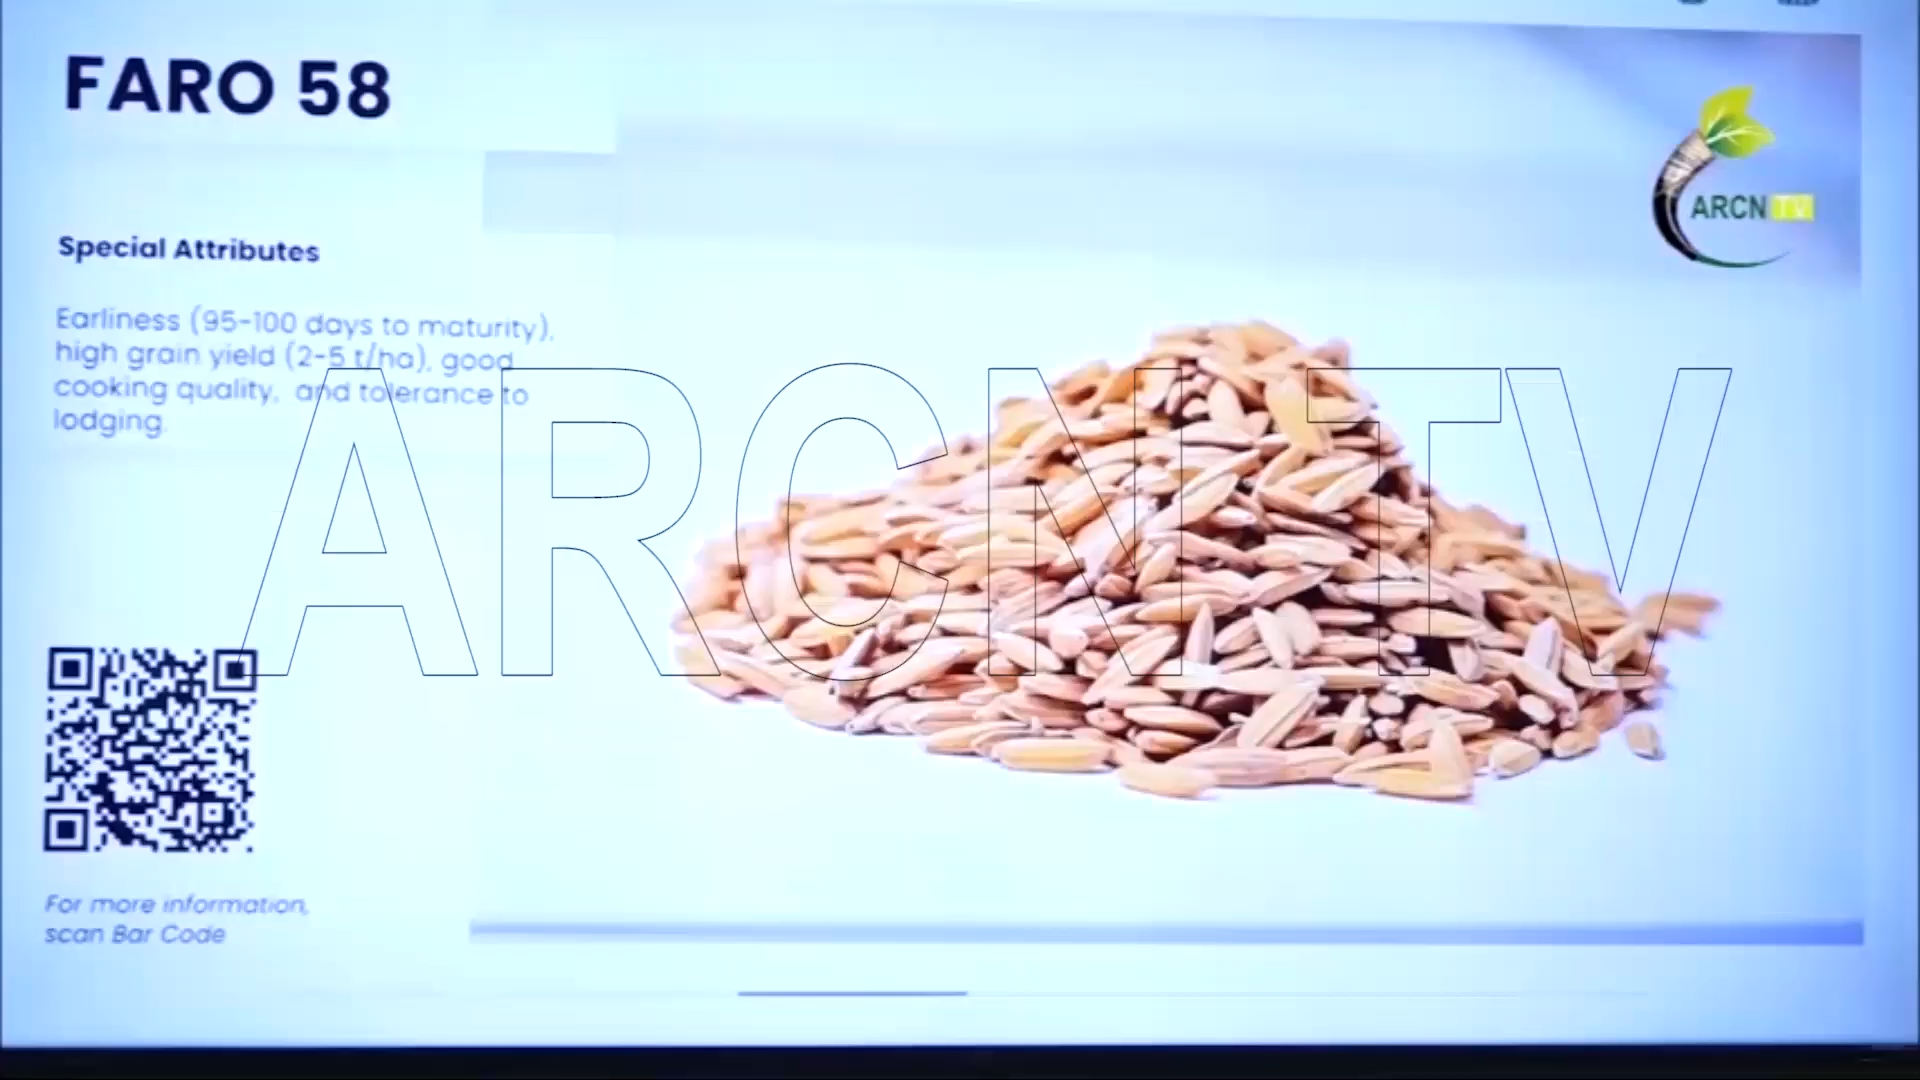 FARO 58
ARCN TV
Special Attributes
Earliness (95-100 days to maturity),
high grain yield (2-5 t/ha), good
cooking quality, and tolerance to
lodging.
ARCN TV
For more information,
scan Bar Code